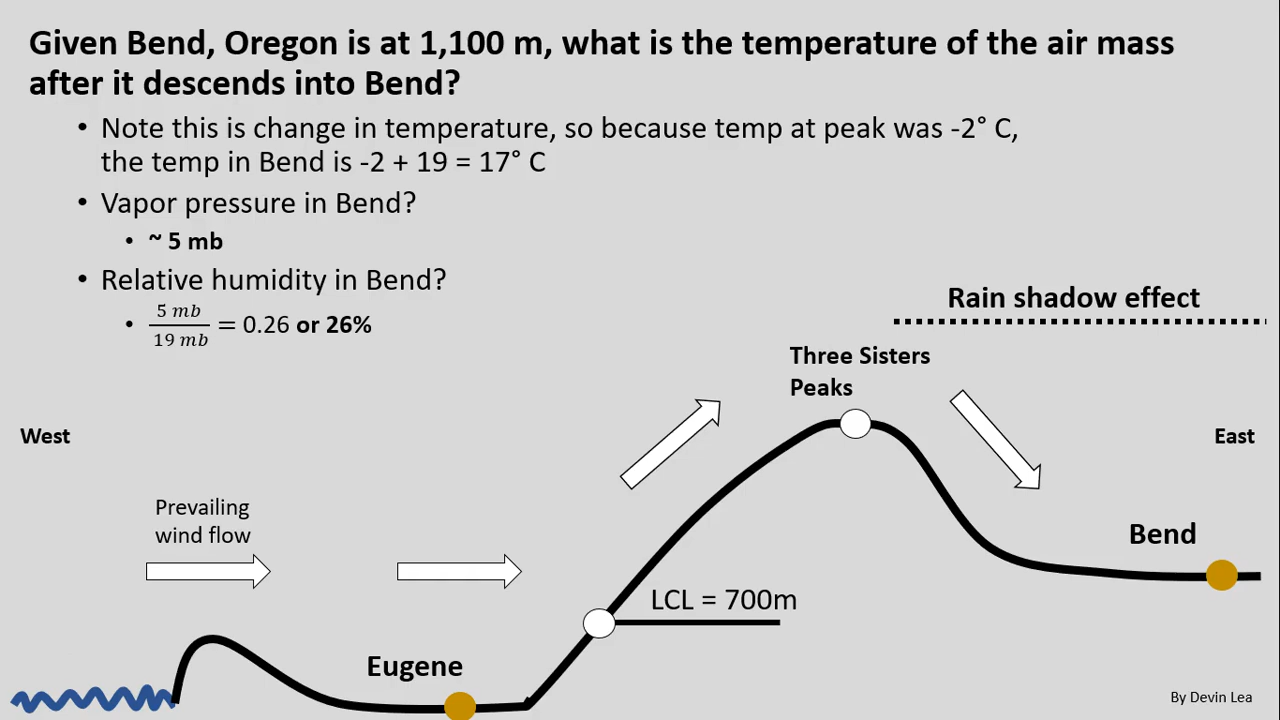 Given Bend, Oregon is at 1,100 m, what is the temperature of the air mass
after it descends into Bend?
• Note this is change in temperature, so because temp at peak was -2° C,
the temp in Bend is -2 + 19 = 17° C
• Vapor pressure in Bend?
• ~ 5 mb
• Relative humidity in Bend?
• 5 mb / 19 mb = 0.26 or 26%
Rain shadow effect
Three Sisters
Peaks
West
East
Prevailing
wind flow
Bend
LCL = 700m
Eugene
By Devin Lea